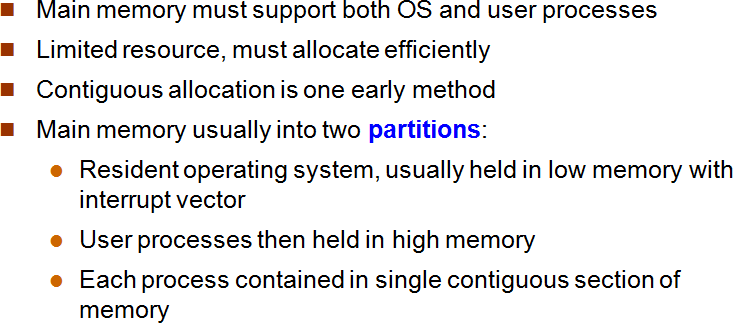 Main memory must support both OS and user processes
Limited resource, must allocate efficiently
Contiguous allocation is one early method
Main memory usually into two partitions:
Resident operating system, usually held in low memory with
interrupt vector
User processes then held in high memory
Each process contained in single contiguous section of
memory